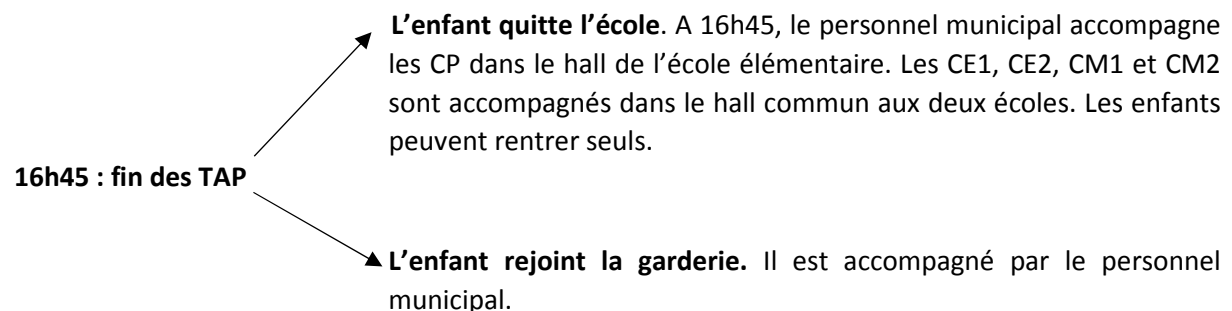 L’enfant quitte l’école. A 16h45, le personnel municipal accompagne
les CP dans le hall de l’école élémentaire. Les CE1, CE2, CM1 et CM2
sont accompagnés dans le hall commun aux deux écoles. Les enfants
peuvent rentrer seuls.
16h45 : fin des TAP
L’enfant rejoint la garderie. Il est accompagné par le personnel
municipal.